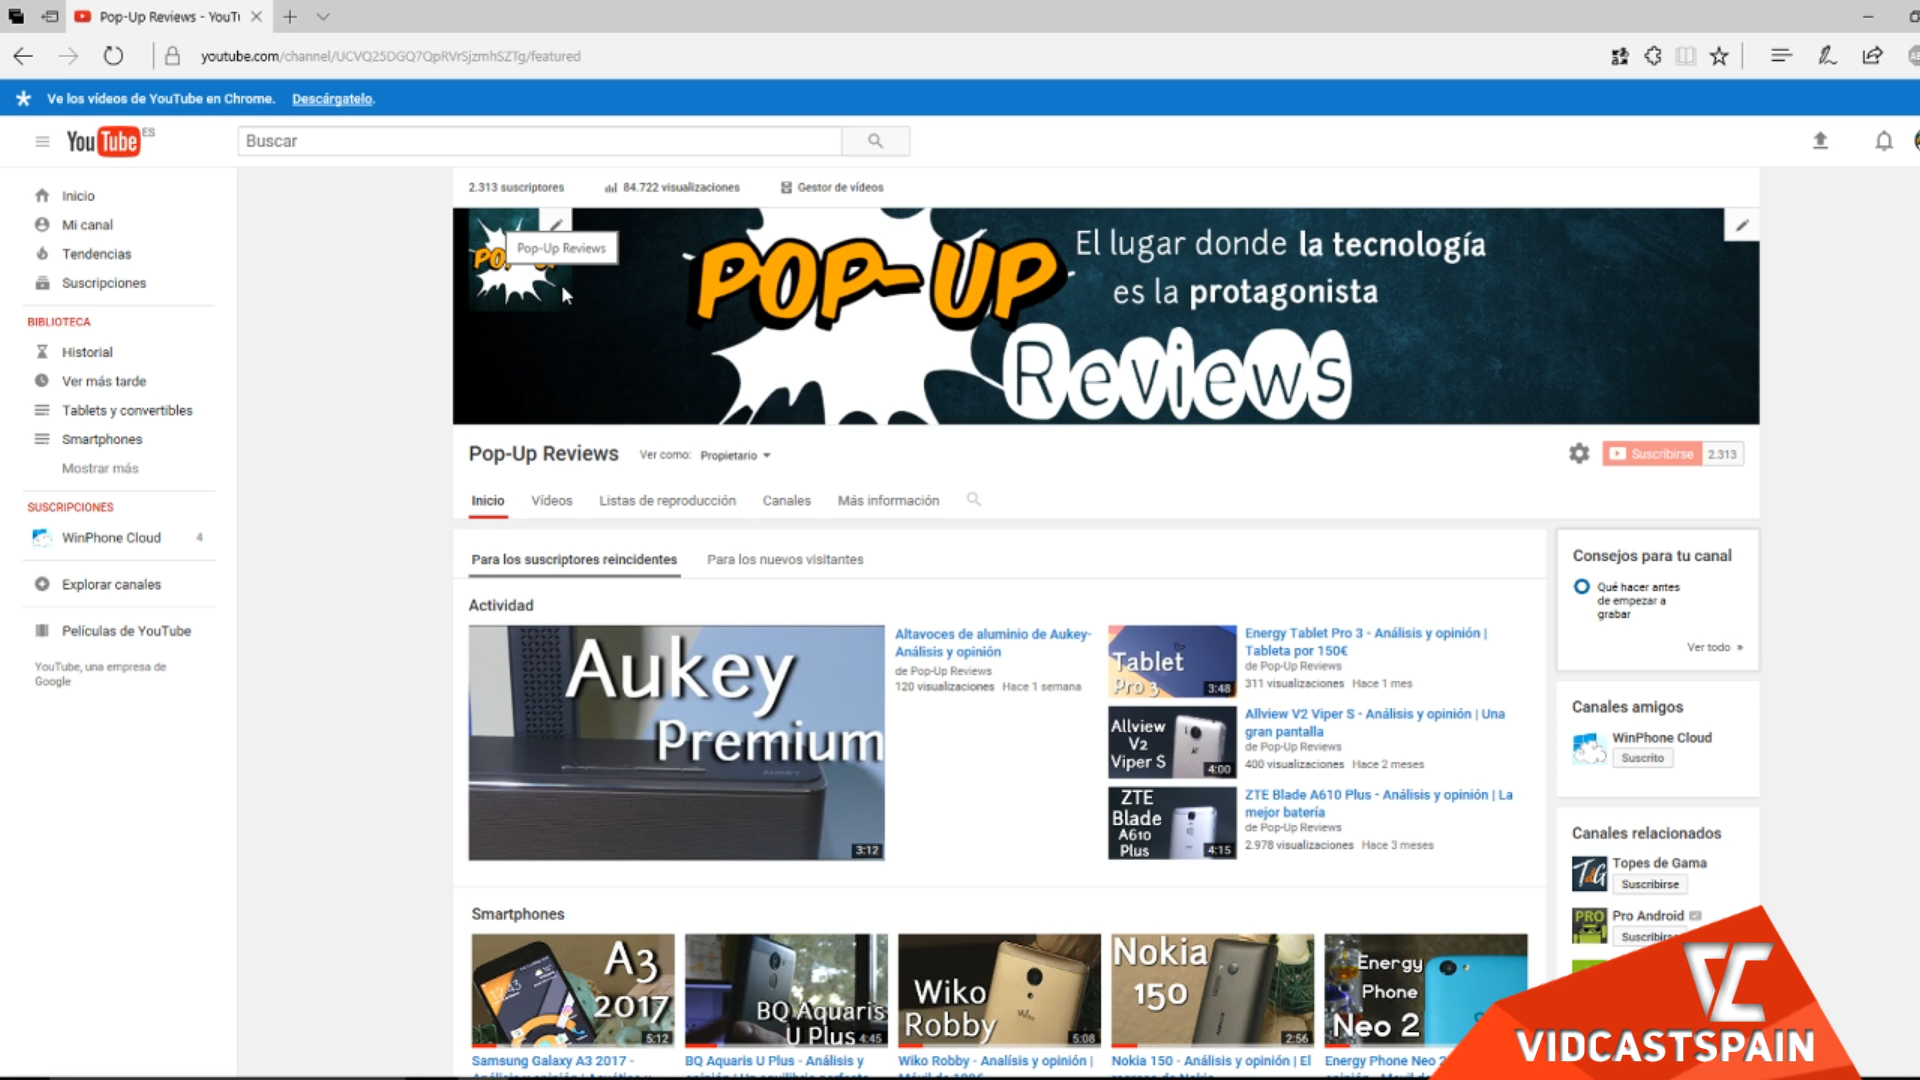 Pop-Up Reviews - YouTu
youtube.com/channel/UCVQ25DGQ7QpRVrSjzmhSZTg/featured
Ve los vídeos de YouTube en Chrome. Descárgatelo.
YouTube ES
Buscar
Inicio
Mi canal
Tendencias
Suscripciones
BIBLIOTECA
Historial
Ver más tarde
Tablets y convertibles
Smartphones
Mostrar más
SUSCRIPCIONES
WinPhone Cloud 4
Explorar canales
Películas de YouTube
YouTube, una empresa de
Google
2.313 suscriptores 84.722 visualizaciones Gestor de vídeos
Pop-Up Reviews
POP-UP
Reviews
El lugar donde la tecnología
es la protagonista
Pop-Up Reviews Ver como: Propietario
Suscribirse 2.313
Inicio Vídeos Listas de reproducción Canales Más información
Para los suscriptores reincidentes Para los nuevos visitantes
Actividad
Aukey
Premium
AUKEY
3:12
Altavoces de aluminio de Aukey-
Análisis y opinión
de Pop-Up Reviews
120 visualizaciones Hace 1 semana
Tablet
Pro 3
3:48
Energy Tablet Pro 3 - Análisis y opinión |
Tableta por 150€
de Pop-Up Reviews
311 visualizaciones Hace 1 mes
Allview
V2
Viper S
4:00
Allview V2 Viper S - Análisis y opinión | Una
gran pantalla
de Pop-Up Reviews
400 visualizaciones Hace 2 meses
ZTE
Blade
A610
Plus
4:15
ZTE Blade A610 Plus - Análisis y opinión | La
mejor batería
de Pop-Up Reviews
2.978 visualizaciones Hace 3 meses
Smartphones
A3
2017
5:12
Samsung Galaxy A3 2017 -
BQ Aquaris
U Plus
4:45
BQ Aquaris U Plus - Análisis y
Wiko
Robby
5:08
Wiko Robby - Analísis y opinión |
Nokia
150
2:56
Nokia 150 - Análisis y opinión | El
Energy
Phone
Neo 2
Energy Phone Neo 2
Consejos para tu canal
Qué hacer antes
de empezar a
grabar
Ver todo »
Canales amigos
WinPhone Cloud
Suscrito
Canales relacionados
TdG
Topes de Gama
Suscribirse
PRO
Pro Android
Suscribirse
VC
VIDCASTSPAIN